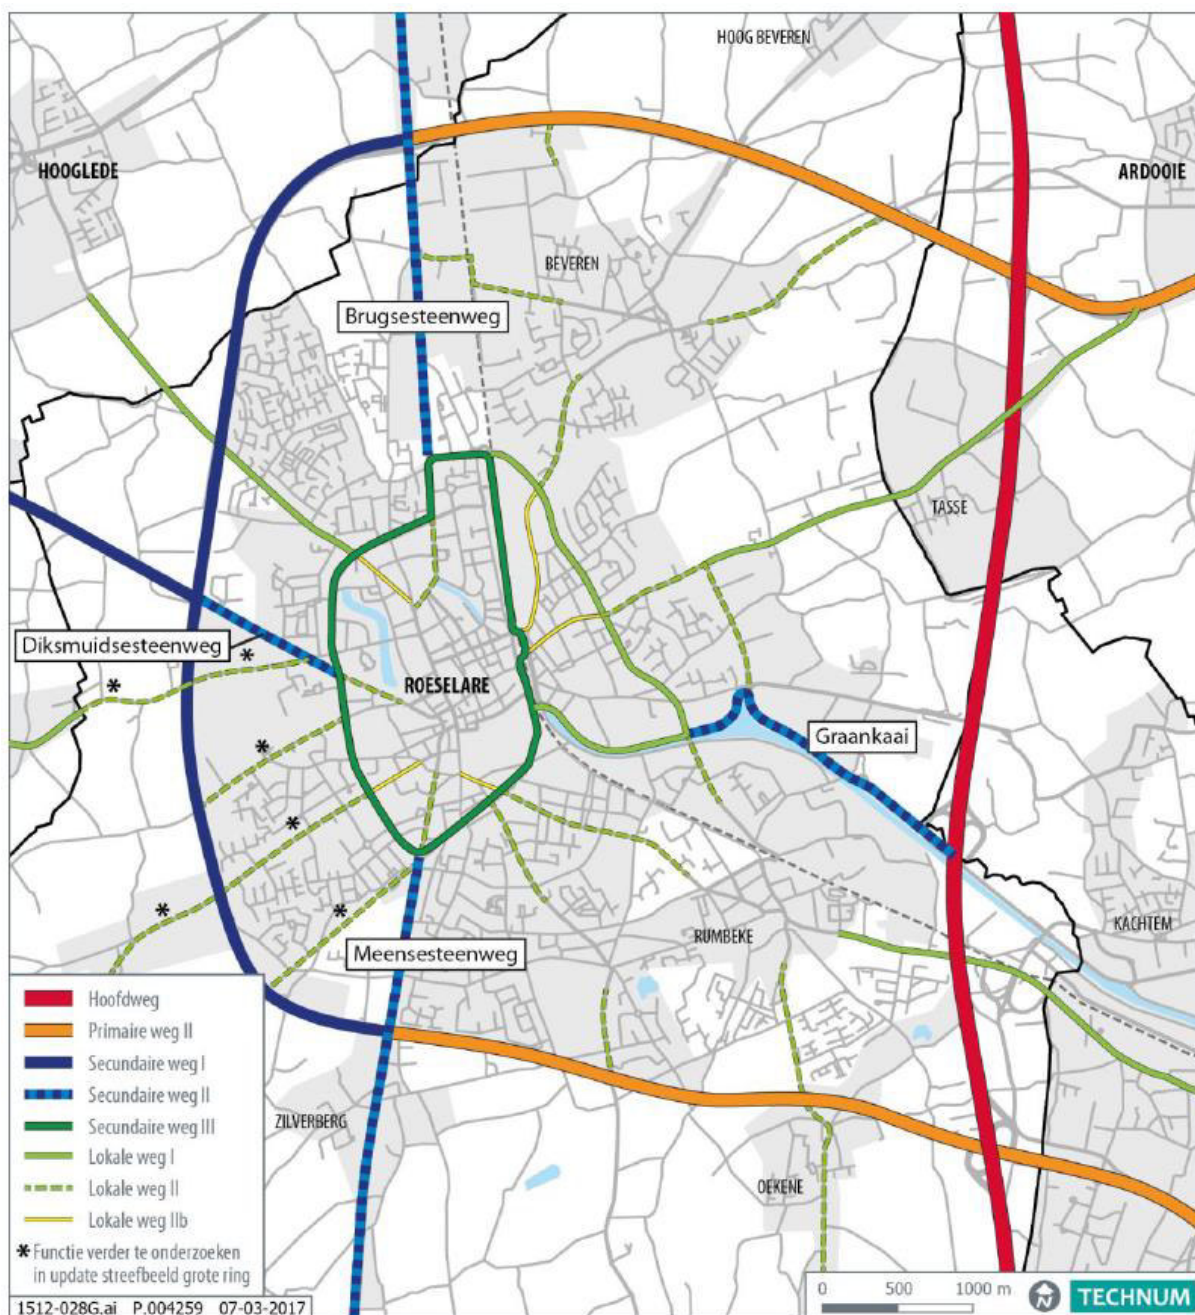 HOOG BEVEREN
HOOGLEDE
ARDOOIE
BEVEREN
Brugsesteenweg
TASSE
Diksmuidsesteenweg
*
*
ROESELARE
*
Graankaai
*
*
*
RUMBEKE
KACHTEM
Meensesteenweg
Hoofdweg
Primaire weg II
Secundaire weg I
Secundaire weg II
Secundaire weg III
Lokale weg I
Lokale weg II
Lokale weg IIb
* Functie verder te onderzoeken
in update streefbeeld grote ring
ZILVERBERG
OEKENE
0 500 1000 m
TECHNUM
1512-028G.ai P.004259 07-03-2017